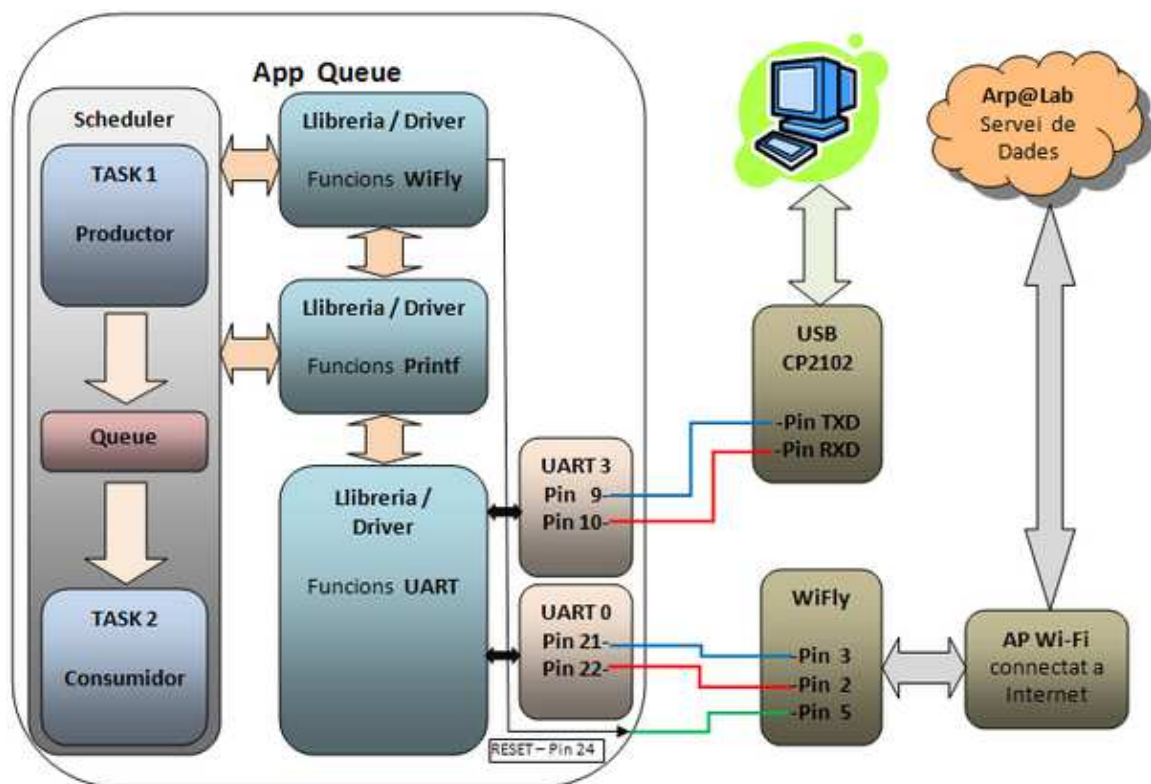 App Queue
Scheduler
TASK 1
Productor
Queue
TASK 2
Consumidor
Llibreria / Driver
Funcions WiFly
Llibreria / Driver
Funcions Printf
Llibreria /
Driver
Funcions UART
UART 3
Pin 9-
Pin 10-
UART 0
Pin 21-
Pin 22-
RESET – Pin 24
USB
CP2102
-Pin TXD
-Pin RXD
WiFly
-Pin 3
-Pin 2
-Pin 5
Arp@Lab
Servei de
Dades
AP Wi-Fi
connectat a
Internet